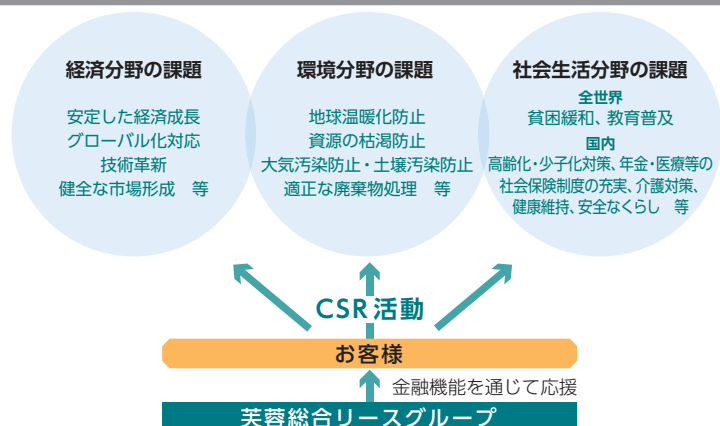 経済分野の課題
安定した経済成長
グローバル化対応
技術革新
健全な市場形成　等
環境分野の課題
地球温暖化防止
資源の枯渇防止
大気汚染防止・土壌汚染防止
適正な廃棄物処理　等
社会生活分野の課題
全世界
貧困緩和、教育普及
国内
高齢化・少子化対策、年金・医療等の
社会保険制度の充実、介護対策、
健康維持、安全なくらし　等
CSR活動
お客様
金融機能を通じて応援
芙蓉総合リースグループ